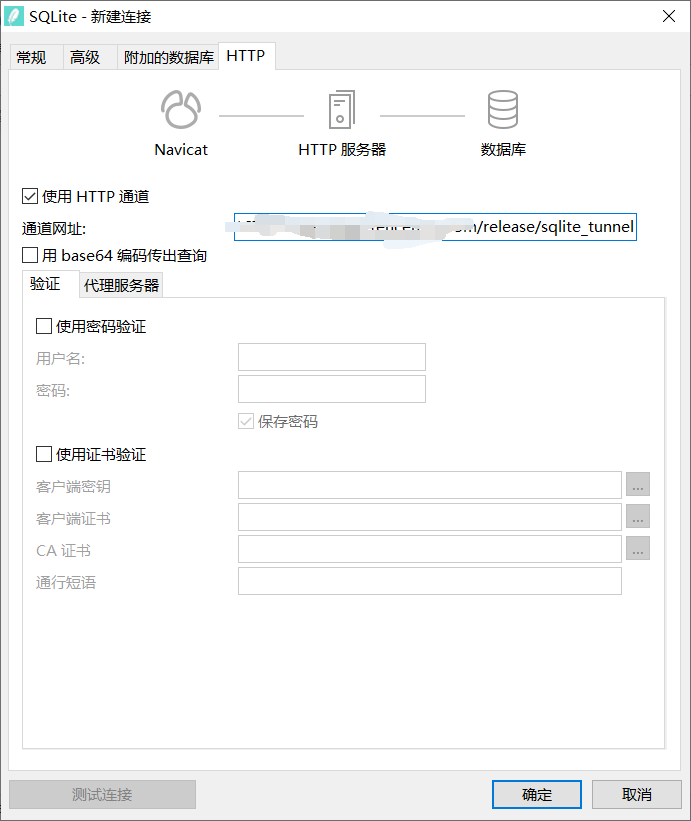 SQLite - 新建连接
常规 高级 附加的数据库 HTTP
Navicat HTTP 服务器 数据库
使用 HTTP 通道
通道网址: om/release/sqlite_tunnel
用 base64 编码传出查询
验证 代理服务器
使用密码验证
用户名:
密码:
保存密码
使用证书验证
客户端密钥 ...
客户端证书 ...
CA 证书 ...
通行短语
测试连接 确定 取消